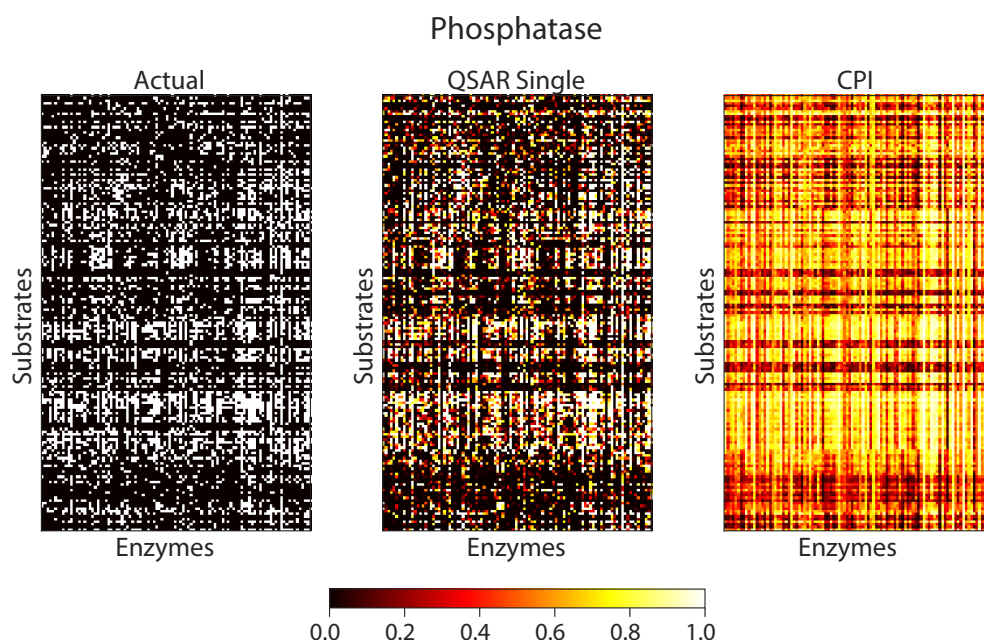 Phosphatase
Actual
QSAR Single
CPI
Substrates
Substrates
Substrates
Enzymes
Enzymes
Enzymes
0.0 0.2 0.4 0.6 0.8 1.0